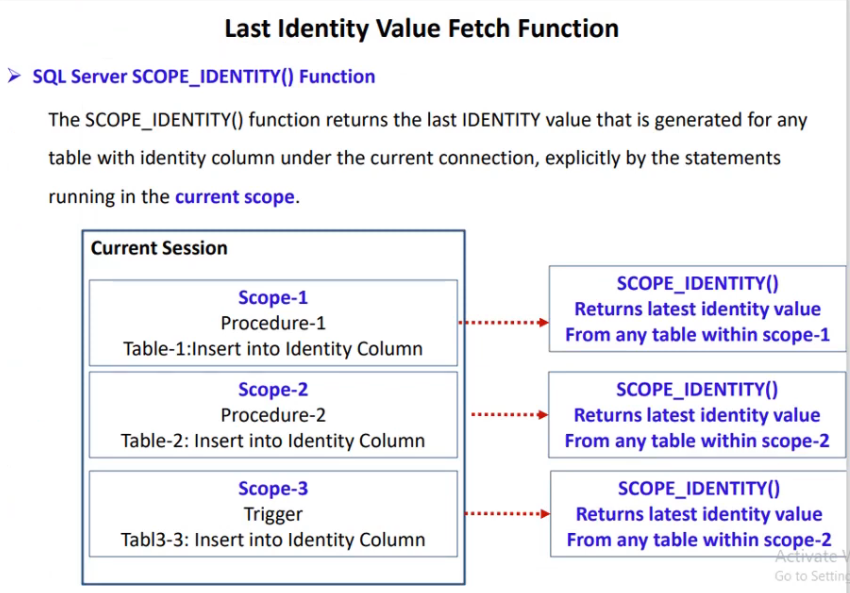 Last Identity Value Fetch Function
➢ SQL Server SCOPE_IDENTITY() Function
The SCOPE_IDENTITY() function returns the last IDENTITY value that is generated for any
table with identity column under the current connection, explicitly by the statements
running in the current scope.
Current Session
Scope-1
Procedure-1
Table-1:Insert into Identity Column
SCOPE_IDENTITY()
Returns latest identity value
From any table within scope-1
Scope-2
Procedure-2
Table-2: Insert into Identity Column
SCOPE_IDENTITY()
Returns latest identity value
From any table within scope-2
Scope-3
Trigger
Tabl3-3: Insert into Identity Column
SCOPE_IDENTITY()
Returns latest identity value
From any table within scope-2
Activate
Go to Setting